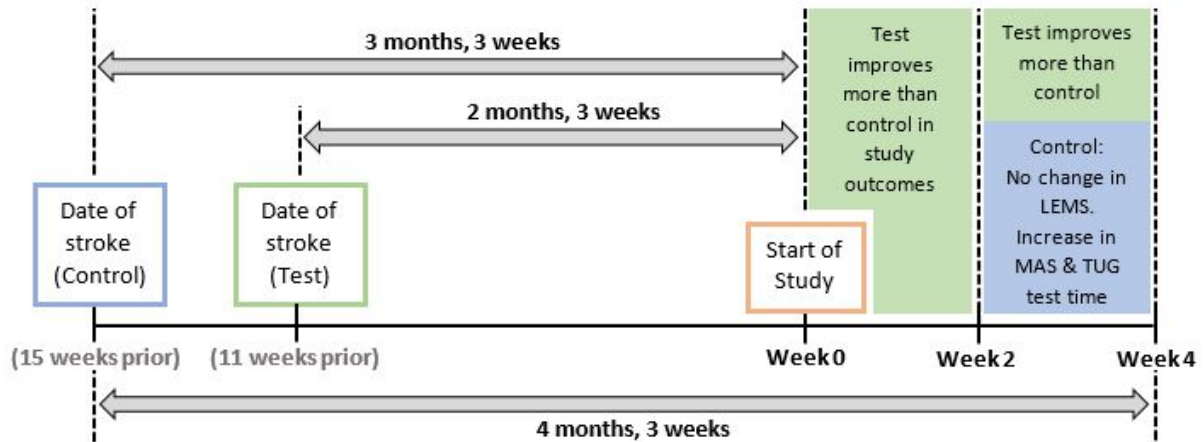 3 months, 3 weeks
2 months, 3 weeks
Test
improves
more than
control in
study
outcomes
Test improves
more than
control
Control:
No change in
LEMS.
Increase in
MAS & TUG
test time
Date of
stroke
(Control)
Date of
stroke
(Test)
Start of
Study
(15 weeks prior)
(11 weeks prior)
Week 0
Week 2
Week 4
4 months, 3 weeks